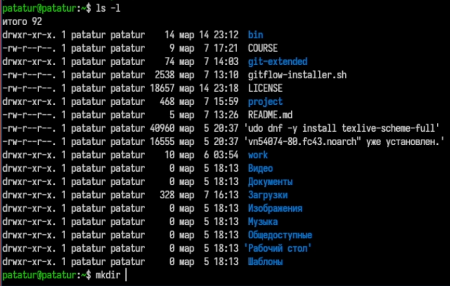 patatur@patatur:~$ ls -l
итого 92
drwxr-xr-x. 1 patatur patatur    14 мар 14 23:12 bin
-rw-r--r--. 1 patatur patatur     9 мар  7 17:21 COURSE
drwxr-xr-x. 1 patatur patatur    74 мар  7 14:03 git-extended
-rw-r--r--. 1 patatur patatur  2538 мар  7 13:10 gitflow-installer.sh
-rw-r--r--. 1 patatur patatur 18657 мар 14 23:18 LICENSE
drwxr-xr-x. 1 patatur patatur   468 мар  7 15:59 project
-rw-r--r--. 1 patatur patatur     5 мар  7 13:26 README.md
-rw-r--r--. 1 patatur patatur 40960 мар  5 20:37 'udo dnf -y install texlive-scheme-full'
-rw-r--r--. 1 patatur patatur 16555 мар  5 20:37 'vn54074-80.fc43.noarch" уже установлен.'
drwxr-xr-x. 1 patatur patatur    10 мар  6 03:54 work
drwxr-xr-x. 1 patatur patatur     0 мар  5 18:13 Видео
drwxr-xr-x. 1 patatur patatur     0 мар  5 18:13 Документы
drwxr-xr-x. 1 patatur patatur   328 мар  7 16:13 Загрузки
drwxr-xr-x. 1 patatur patatur     0 мар  5 18:13 Изображения
drwxr-xr-x. 1 patatur patatur     0 мар  5 18:13 Музыка
drwxr-xr-x. 1 patatur patatur     0 мар  5 18:13 Общедоступные
drwxr-xr-x. 1 patatur patatur     0 мар  5 18:13 'Рабочий стол'
drwxr-xr-x. 1 patatur patatur     0 мар  5 18:13 Шаблоны
patatur@patatur:~$ mkdir